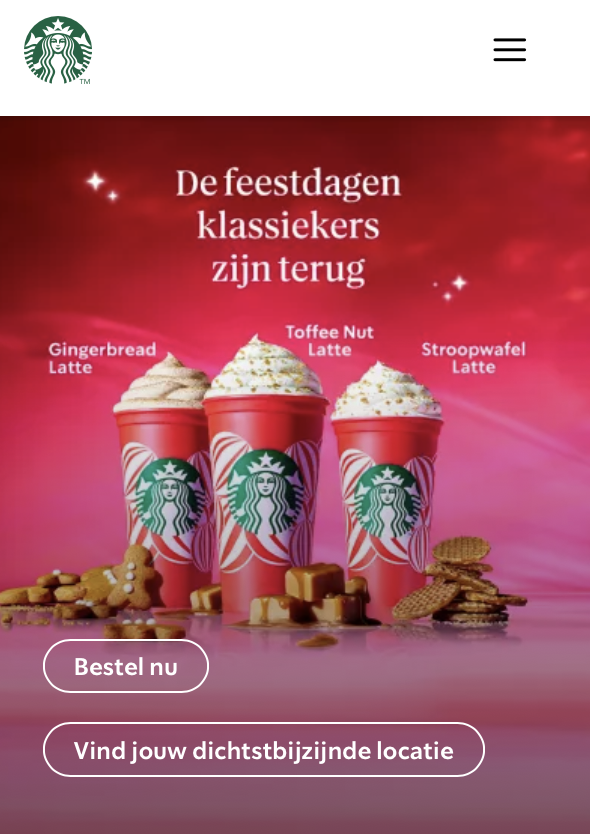 TM
De feestdagen
klassiekers
zijn terug
Gingerbread
Latte
Toffee Nut
Latte
Stroopwafel
Latte
Bestel nu
Vind jouw dichtstbijzijnde locatie